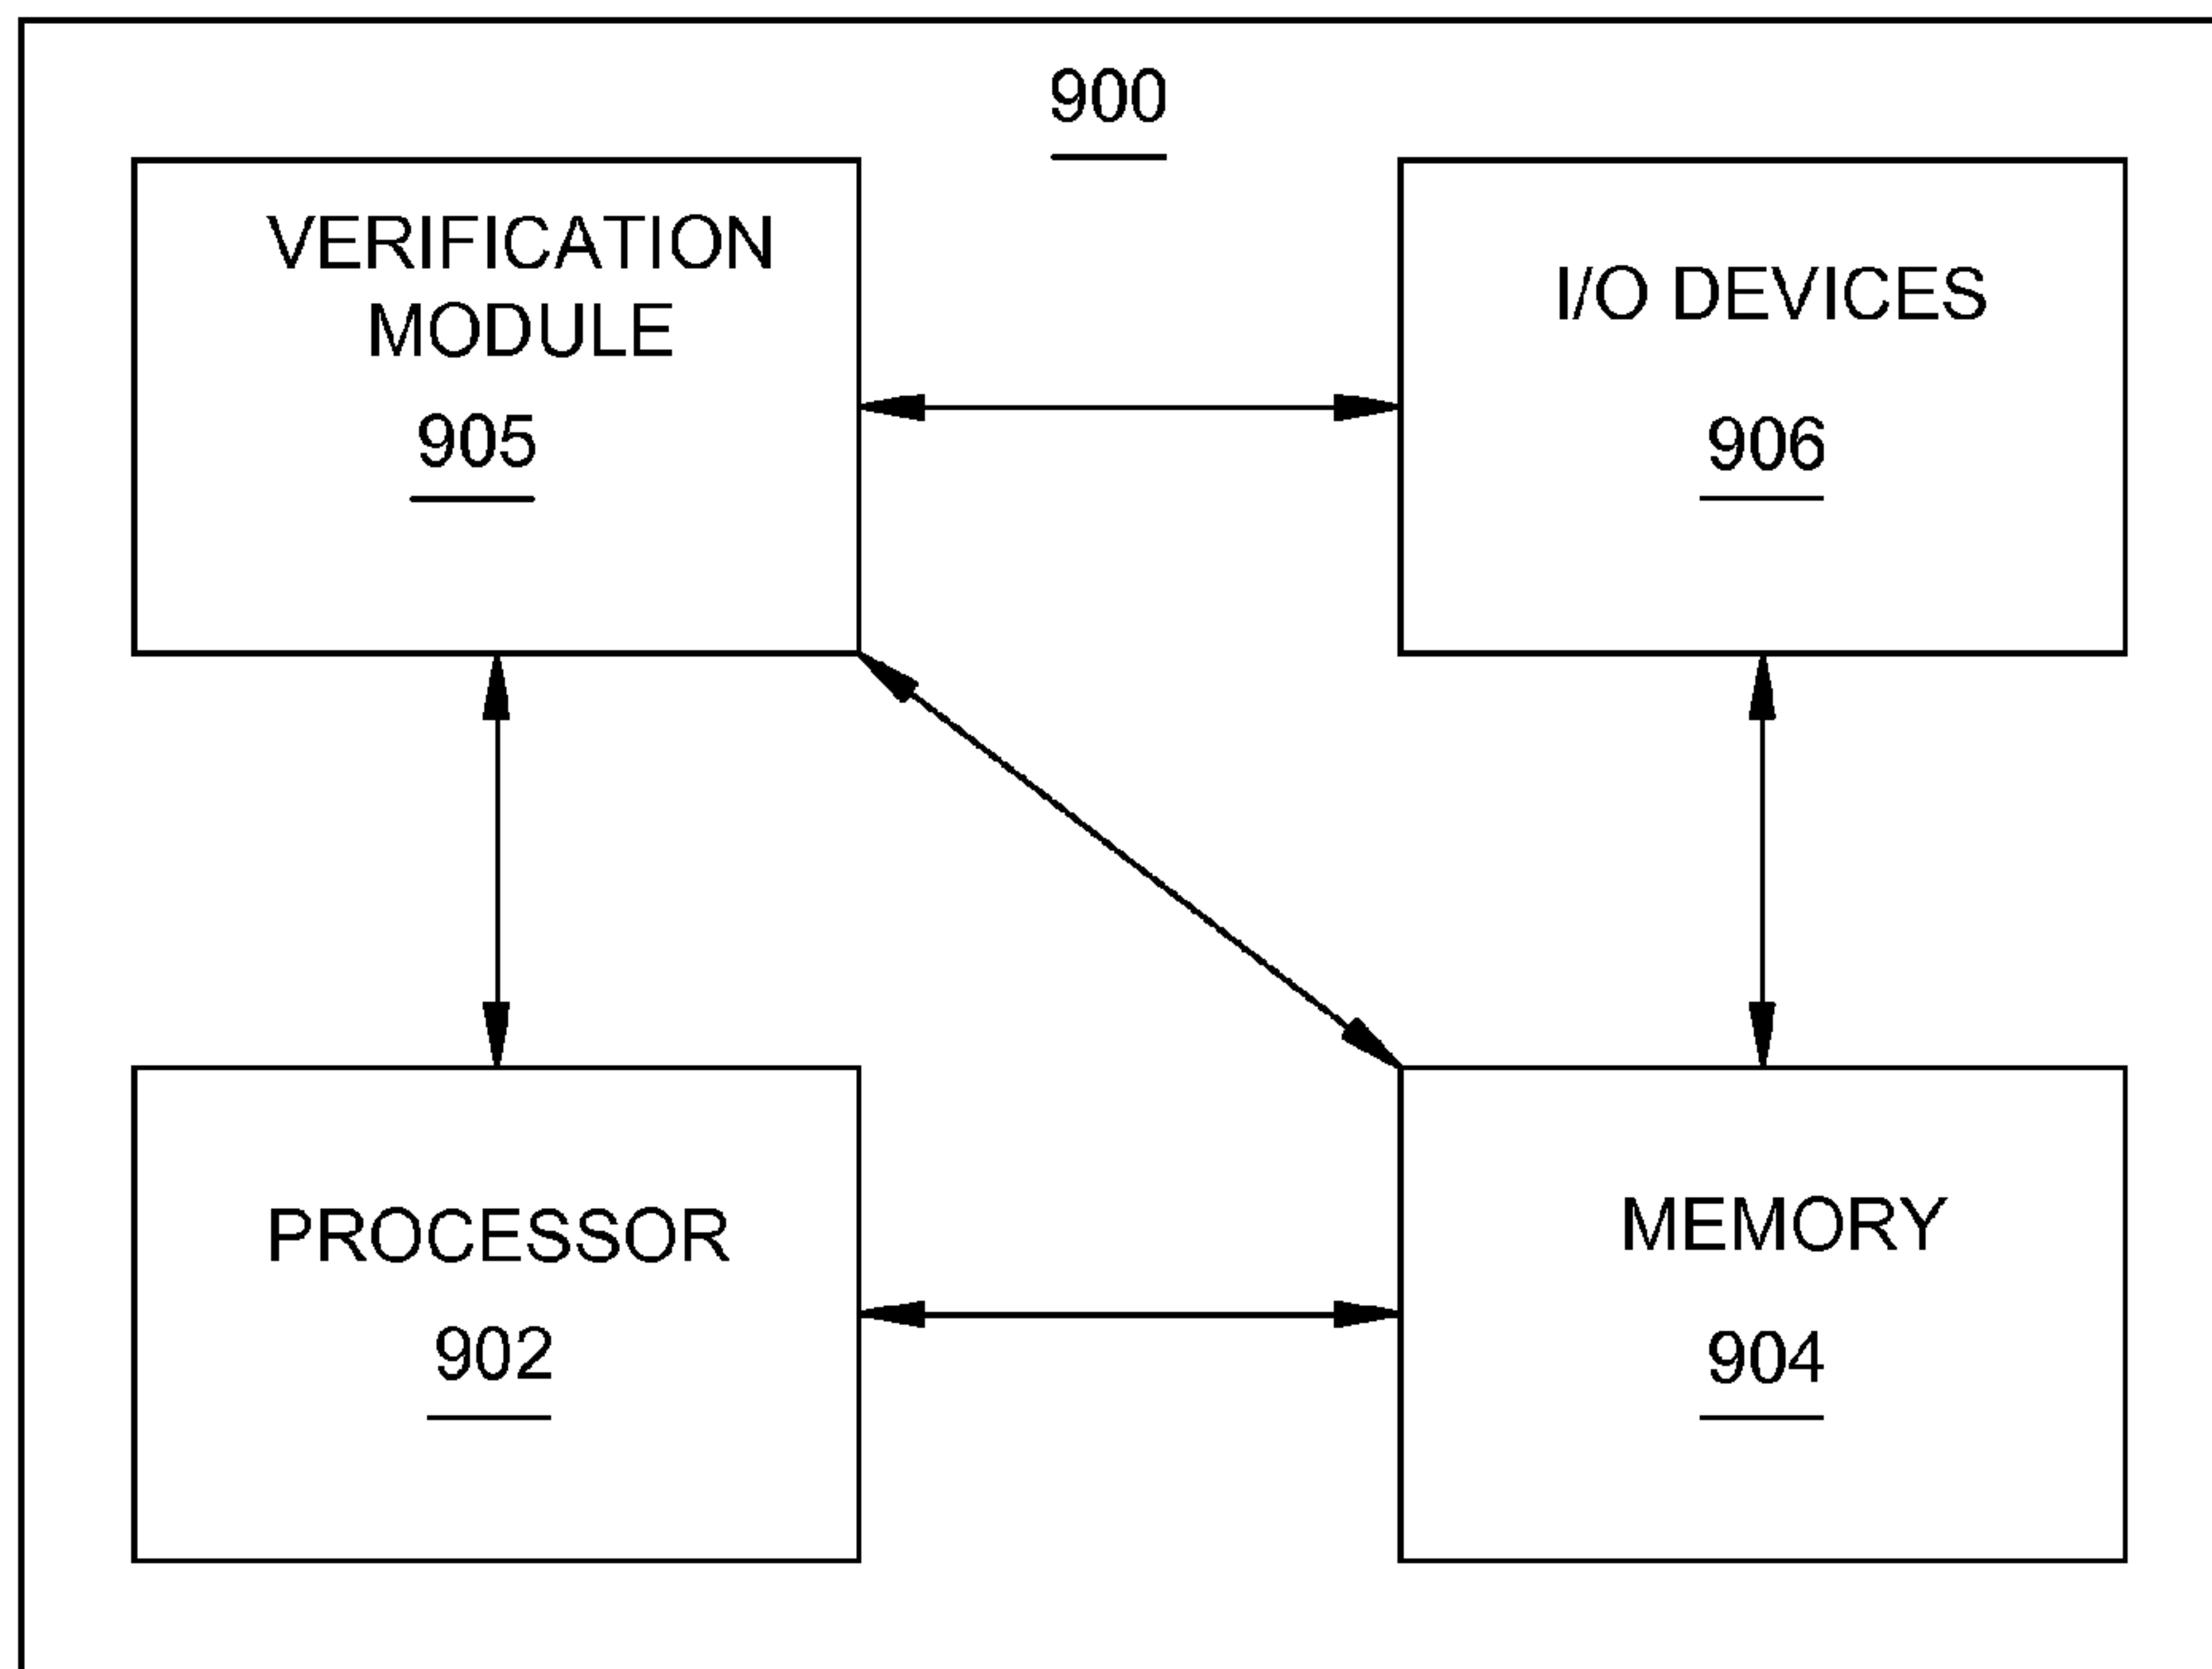 900
VERIFICATION
MODULE
905
I/O DEVICES
906
PROCESSOR
902
MEMORY
904